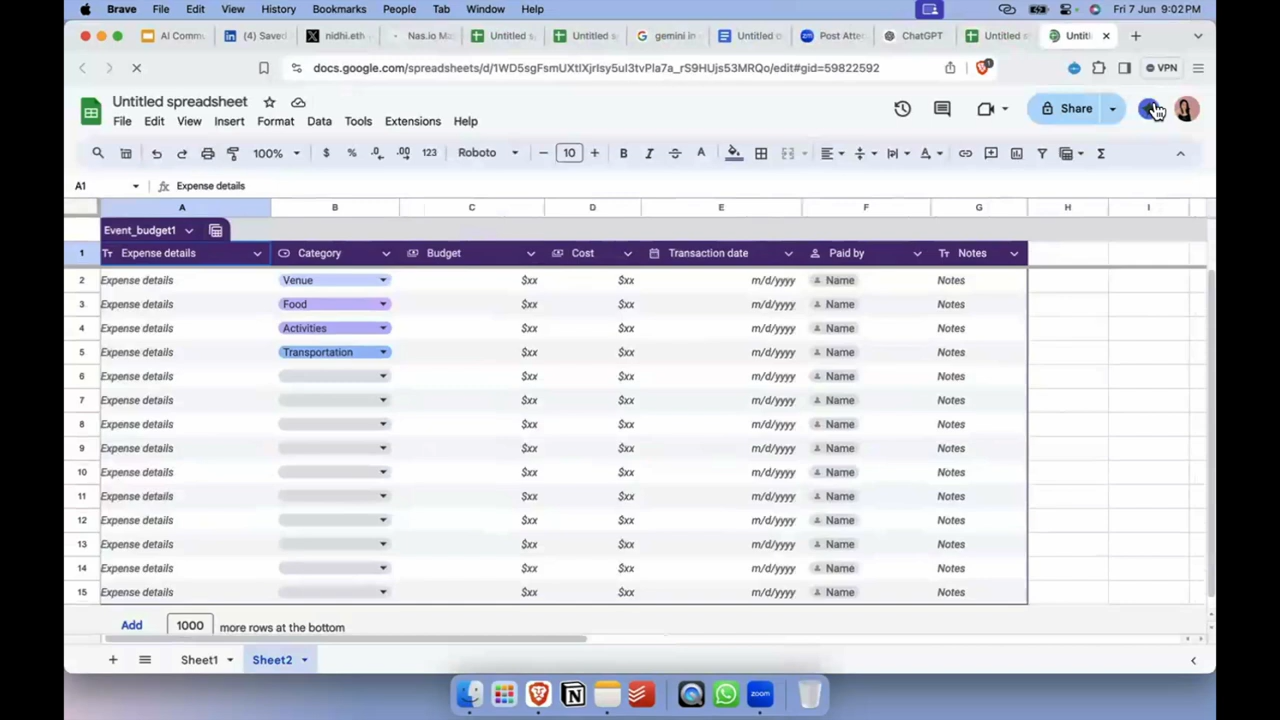 Brave File Edit View History Bookmarks People Tab Window Help Fri 7 Jun 9:02 PM
AI Commu (4) Saved nidhi.eth Nas.io Ma Untitled s Untitled s gemini in Untitled Post Attec ChatGPT Untitled s Untitl
docs.google.com/spreadsheets/d/ VPN
Untitled spreadsheet
Share
File Edit View Insert Format Data Tools Extensions Help
100% $ % .0 .00 123 Roboto 10 B I A
A1 fx Expense details
A B C D E F G H I
Event_budget1
1 Expense details Category Budget Cost Transaction date Paid by Notes
2 Expense details Venue $xx $xx m/d/yyyy Name Notes
3 Expense details Food $xx $xx m/d/yyyy Name Notes
4 Expense details Activities $xx $xx m/d/yyyy Name Notes
5 Expense details Transportation $xx $xx m/d/yyyy Name Notes
6 Expense details $xx $xx m/d/yyyy Name Notes
7 Expense details $xx $xx m/d/yyyy Name Notes
8 Expense details $xx $xx m/d/yyyy Name Notes
9 Expense details $xx $xx m/d/yyyy Name Notes
10 Expense details $xx $xx m/d/yyyy Name Notes
11 Expense details $xx $xx m/d/yyyy Name Notes
12 Expense details $xx $xx m/d/yyyy Name Notes
13 Expense details $xx $xx m/d/yyyy Name Notes
14 Expense details $xx $xx m/d/yyyy Name Notes
15 Expense details $xx $xx m/d/yyyy Name Notes
Add 1000 more rows at the bottom
Sheet1 Sheet2
zoom